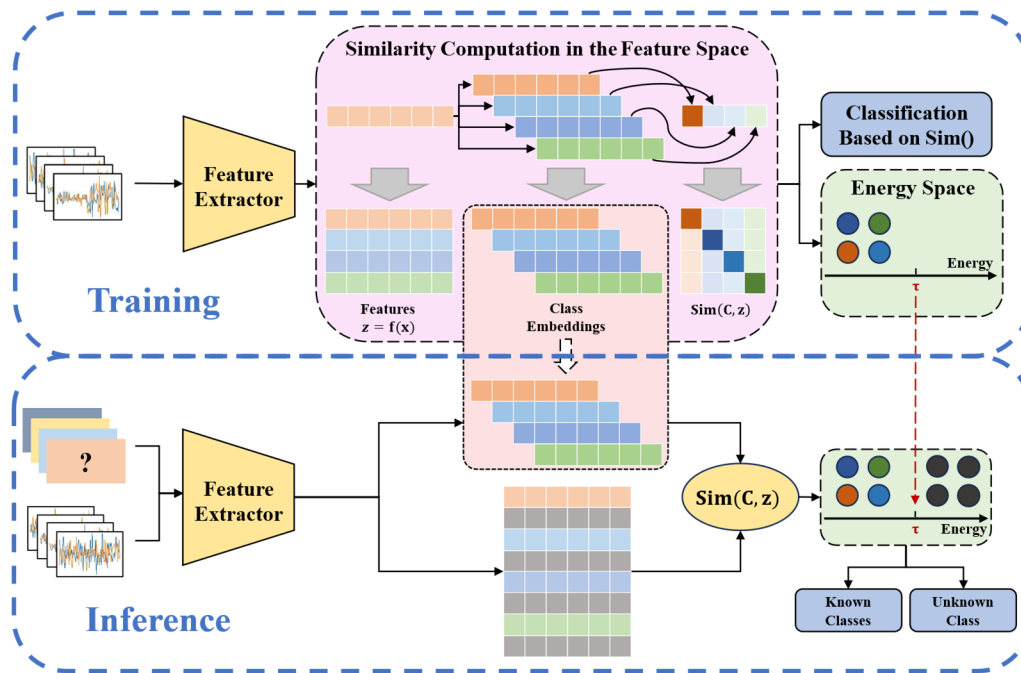 Similarity Computation in the Feature Space
Feature
Extractor
Classification
Based on Sim()
Energy Space
Energy
τ
Features
z = f(x)
Class
Embeddings
Sim(C, z)
Training
?
Feature
Extractor
Sim(C, z)
Energy
τ
Known
Classes
Unknown
Class
Inference